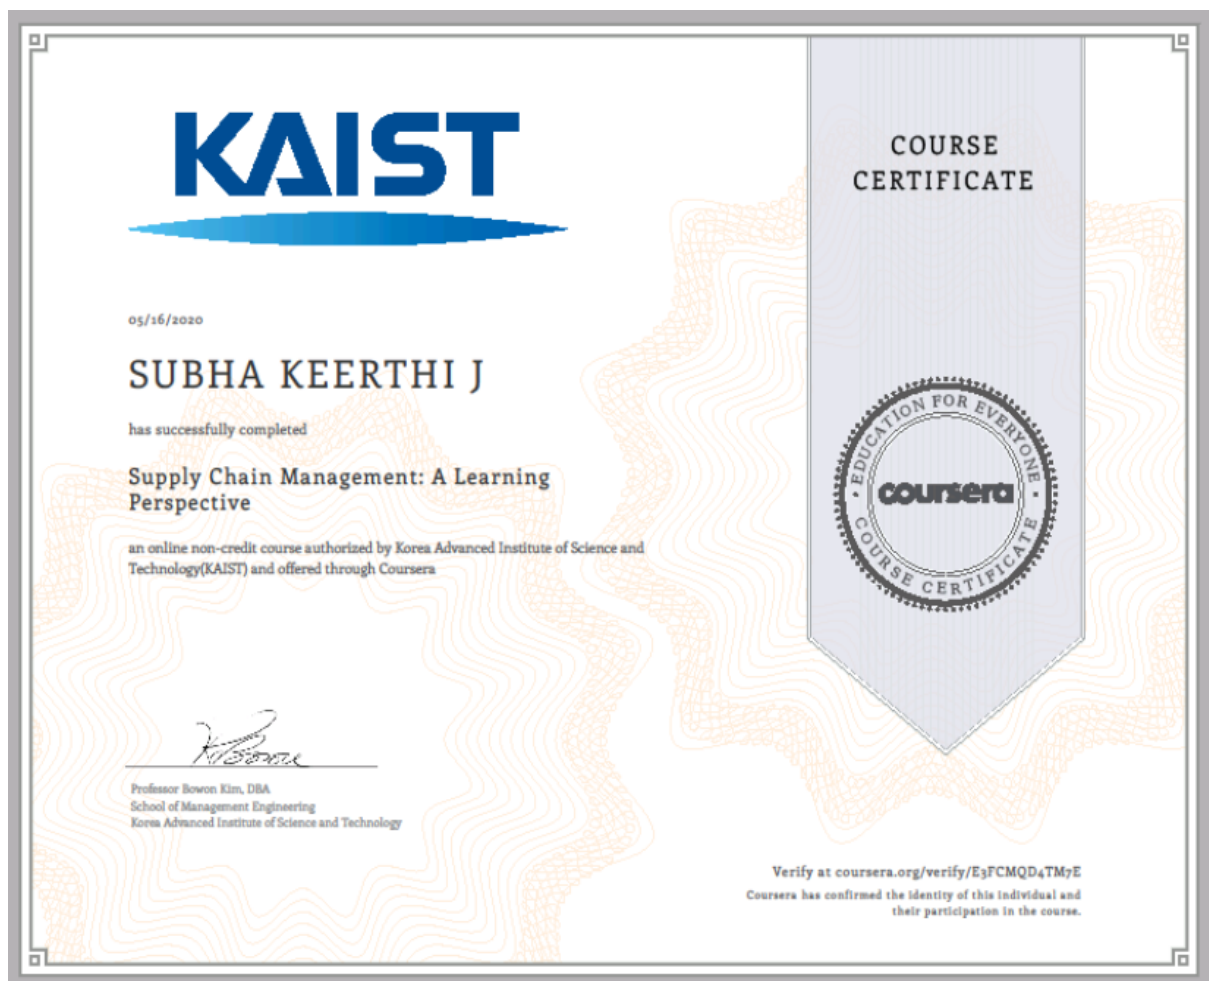 KAIST
COURSE
CERTIFICATE
05/16/2020
SUBHA KEERTHI J
has successfully completed
Supply Chain Management: A Learning
Perspective
an online non-credit course authorized by Korea Advanced Institute of Science and
Technology(KAIST) and offered through Coursera
EDUCATION FOR EVERYONE
coursera
COURSE CERTIFICATE
Professor Bowon Kim, DBA
School of Management Engineering
Korea Advanced Institute of Science and Technology
Verify at coursera.org/verify/E3FCMQD4TM7E
Coursera has confirmed the identity of this individual and
their participation in the course.